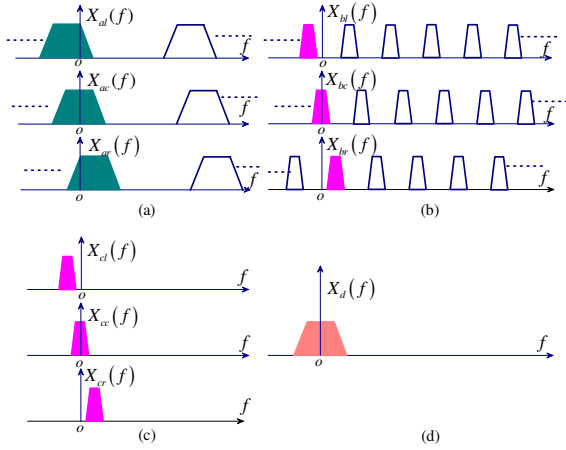 X_al(f)
f
o
X_ac(f)
f
o
X_ar(f)
f
o
(a)
X_bl(f)
f
o
X_bc(f)
f
o
X_br(f)
f
o
(b)
X_cl(f)
f
o
X_cc(f)
f
o
X_cr(f)
f
o
(c)
X_d(f)
f
o
(d)